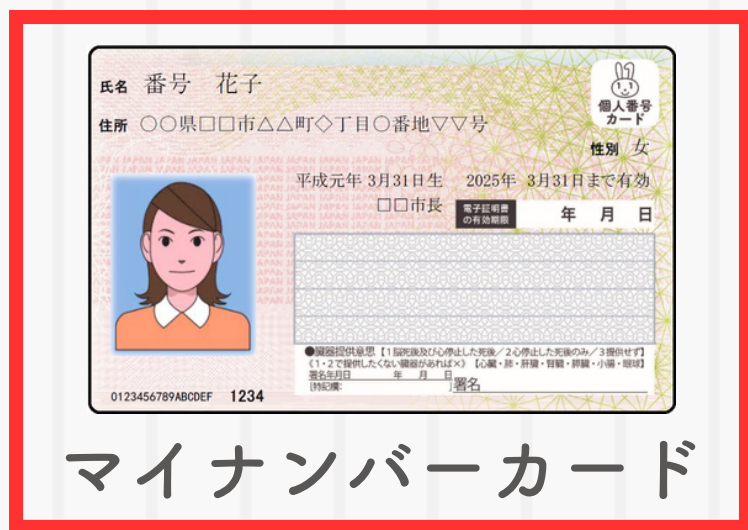 氏名 番号 花子
個人番号
カード
住所 〇〇県□□市△△町◇丁目〇番地▽▽号
性別 女
平成元年 3月31日生 2025年 3月31日まで有効
□□市長
電子証明書
の有効期限
年 月 日
●臓器提供意思【1 脳死後及び心停止した死後/2 心停止した死後のみ/3 提供せず】
《1・2で提供したくない臓器があれば×》【心臓・肺・肝臓・腎臓・膵臓・小腸・眼球】
署名年月日 年 月 日
[特記欄: ]署名
0123456789ABCDEF 1234
マイナンバーカード